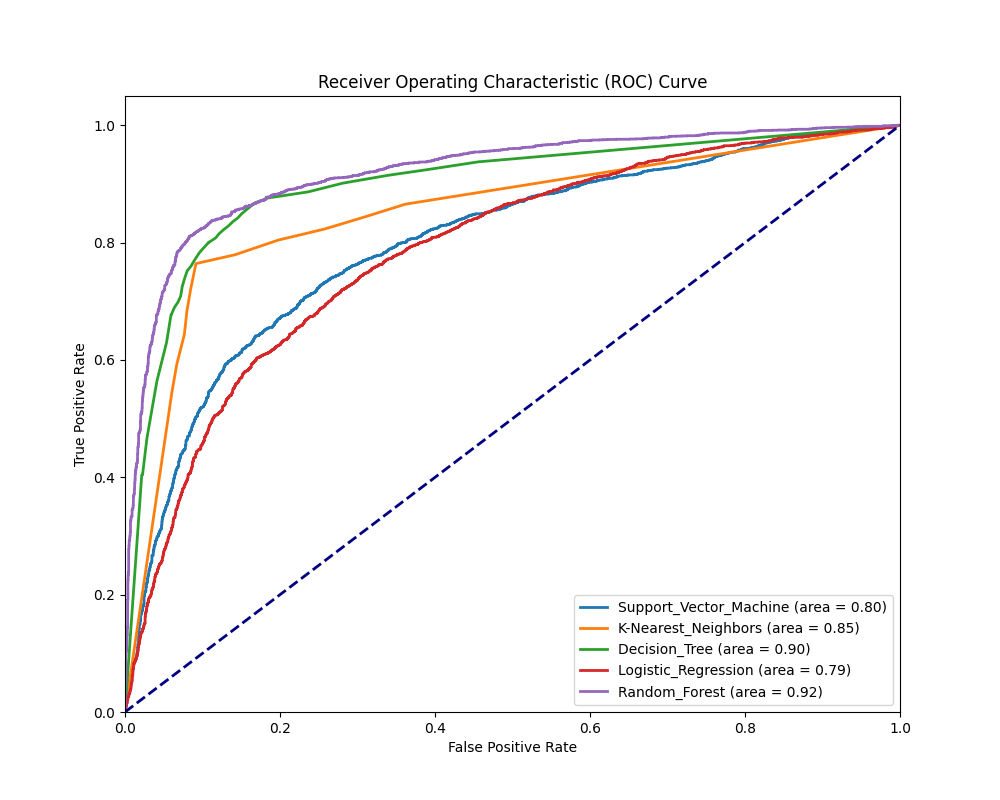 Receiver Operating Characteristic (ROC) Curve
1.0
0.8
0.6
0.4
0.2
0.0
True Positive Rate
Support_Vector_Machine (area = 0.80)
K-Nearest_Neighbors (area = 0.85)
Decision_Tree (area = 0.90)
Logistic_Regression (area = 0.79)
Random_Forest (area = 0.92)
0.0 0.2 0.4 0.6 0.8 1.0
False Positive Rate